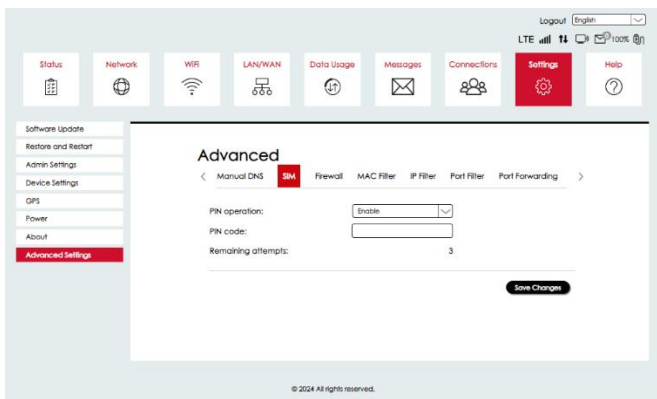 Logout English
LTE 100%
Status Network WiFi LAN/WAN Data Usage Messages Connections Settings Help
Software Update
Restore and Restart
Admin Settings
Device Settings
GPS
Power
About
Advanced Settings
Advanced
Manual DNS SIM Firewall MAC Filter IP Filter Port Filter Port Forwarding
PIN operation: Enable
PIN code:
Remaining attempts: 3
Save Changes
© 2024 All rights reserved.